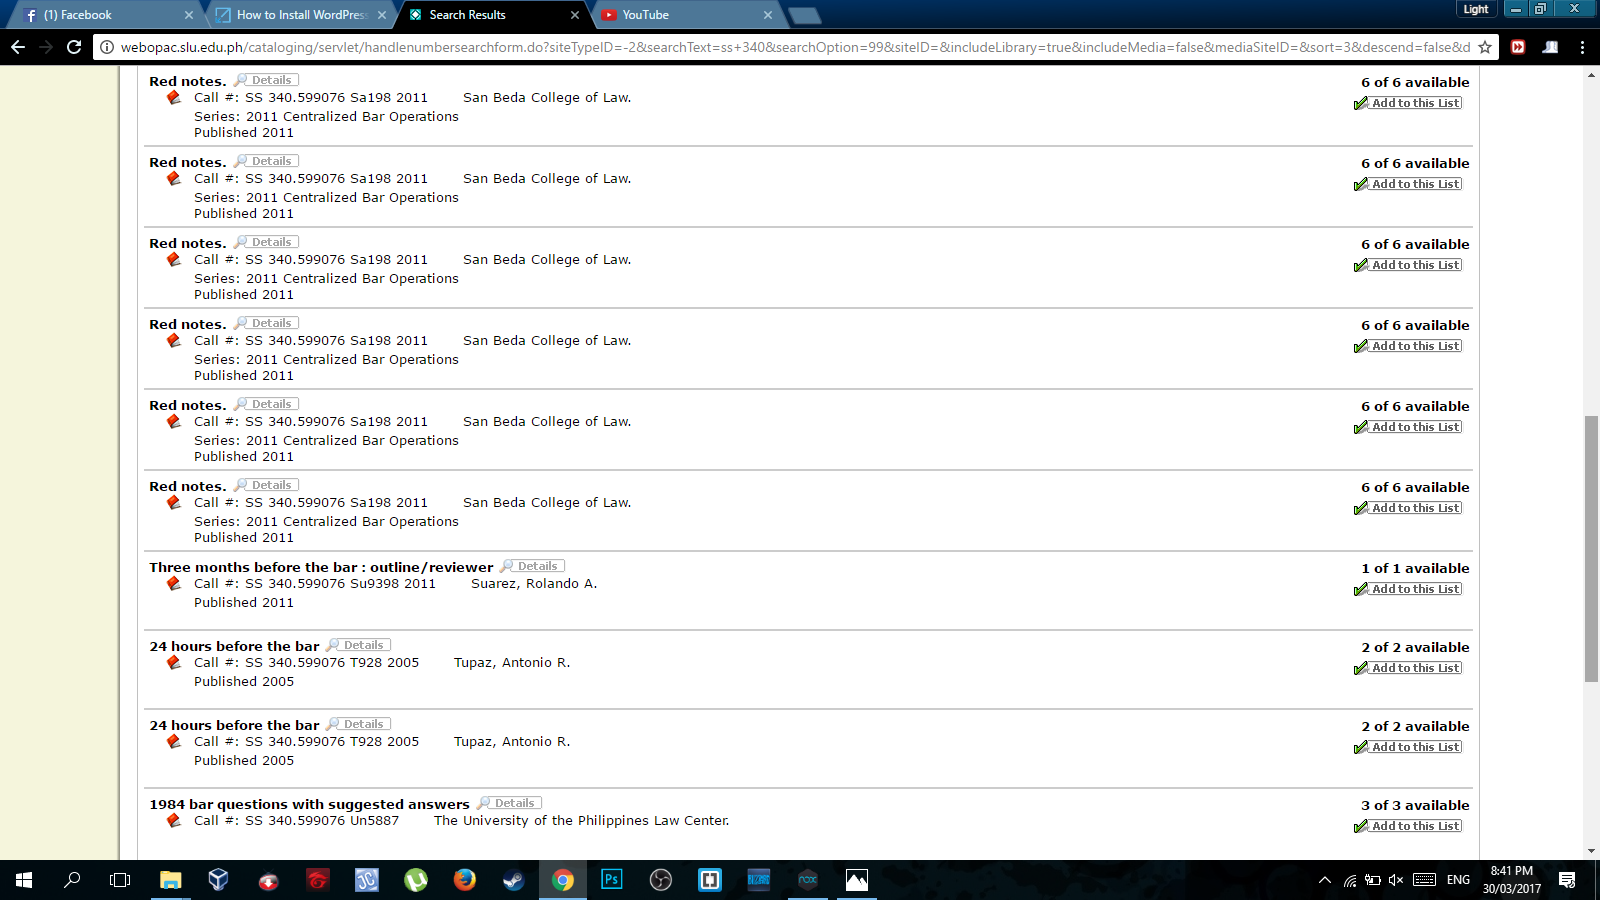 (1) Facebook
How to Install WordPress
Search Results
YouTube
Light
webopac.slu.edu.ph/cataloging/servlet/handlenumbersearchform.do?siteTypeID=-2&searchText=ss+340&searchOption=99&siteID=&includeLibrary=true&includeMedia=false&mediaSiteID=&sort=3&descend=false&d
Red notes. Details 6 of 6 available
Call #: SS 340.599076 Sa198 2011 San Beda College of Law. Add to this List
Series: 2011 Centralized Bar Operations
Published 2011
Red notes. Details 6 of 6 available
Call #: SS 340.599076 Sa198 2011 San Beda College of Law. Add to this List
Series: 2011 Centralized Bar Operations
Published 2011
Red notes. Details 6 of 6 available
Call #: SS 340.599076 Sa198 2011 San Beda College of Law. Add to this List
Series: 2011 Centralized Bar Operations
Published 2011
Red notes. Details 6 of 6 available
Call #: SS 340.599076 Sa198 2011 San Beda College of Law. Add to this List
Series: 2011 Centralized Bar Operations
Published 2011
Red notes. Details 6 of 6 available
Call #: SS 340.599076 Sa198 2011 San Beda College of Law. Add to this List
Series: 2011 Centralized Bar Operations
Published 2011
Red notes. Details 6 of 6 available
Call #: SS 340.599076 Sa198 2011 San Beda College of Law. Add to this List
Series: 2011 Centralized Bar Operations
Published 2011
Three months before the bar : outline/reviewer Details 1 of 1 available
Call #: SS 340.599076 Su9398 2011 Suarez, Rolando A. Add to this List
Published 2011
24 hours before the bar Details 2 of 2 available
Call #: SS 340.599076 T928 2005 Tupaz, Antonio R. Add to this List
Published 2005
24 hours before the bar Details 2 of 2 available
Call #: SS 340.599076 T928 2005 Tupaz, Antonio R. Add to this List
Published 2005
1984 bar questions with suggested answers Details 3 of 3 available
Call #: SS 340.599076 Un5887 The University of the Philippines Law Center. Add to this List
Ps
nox
ENG
8:41 PM
30/03/2017